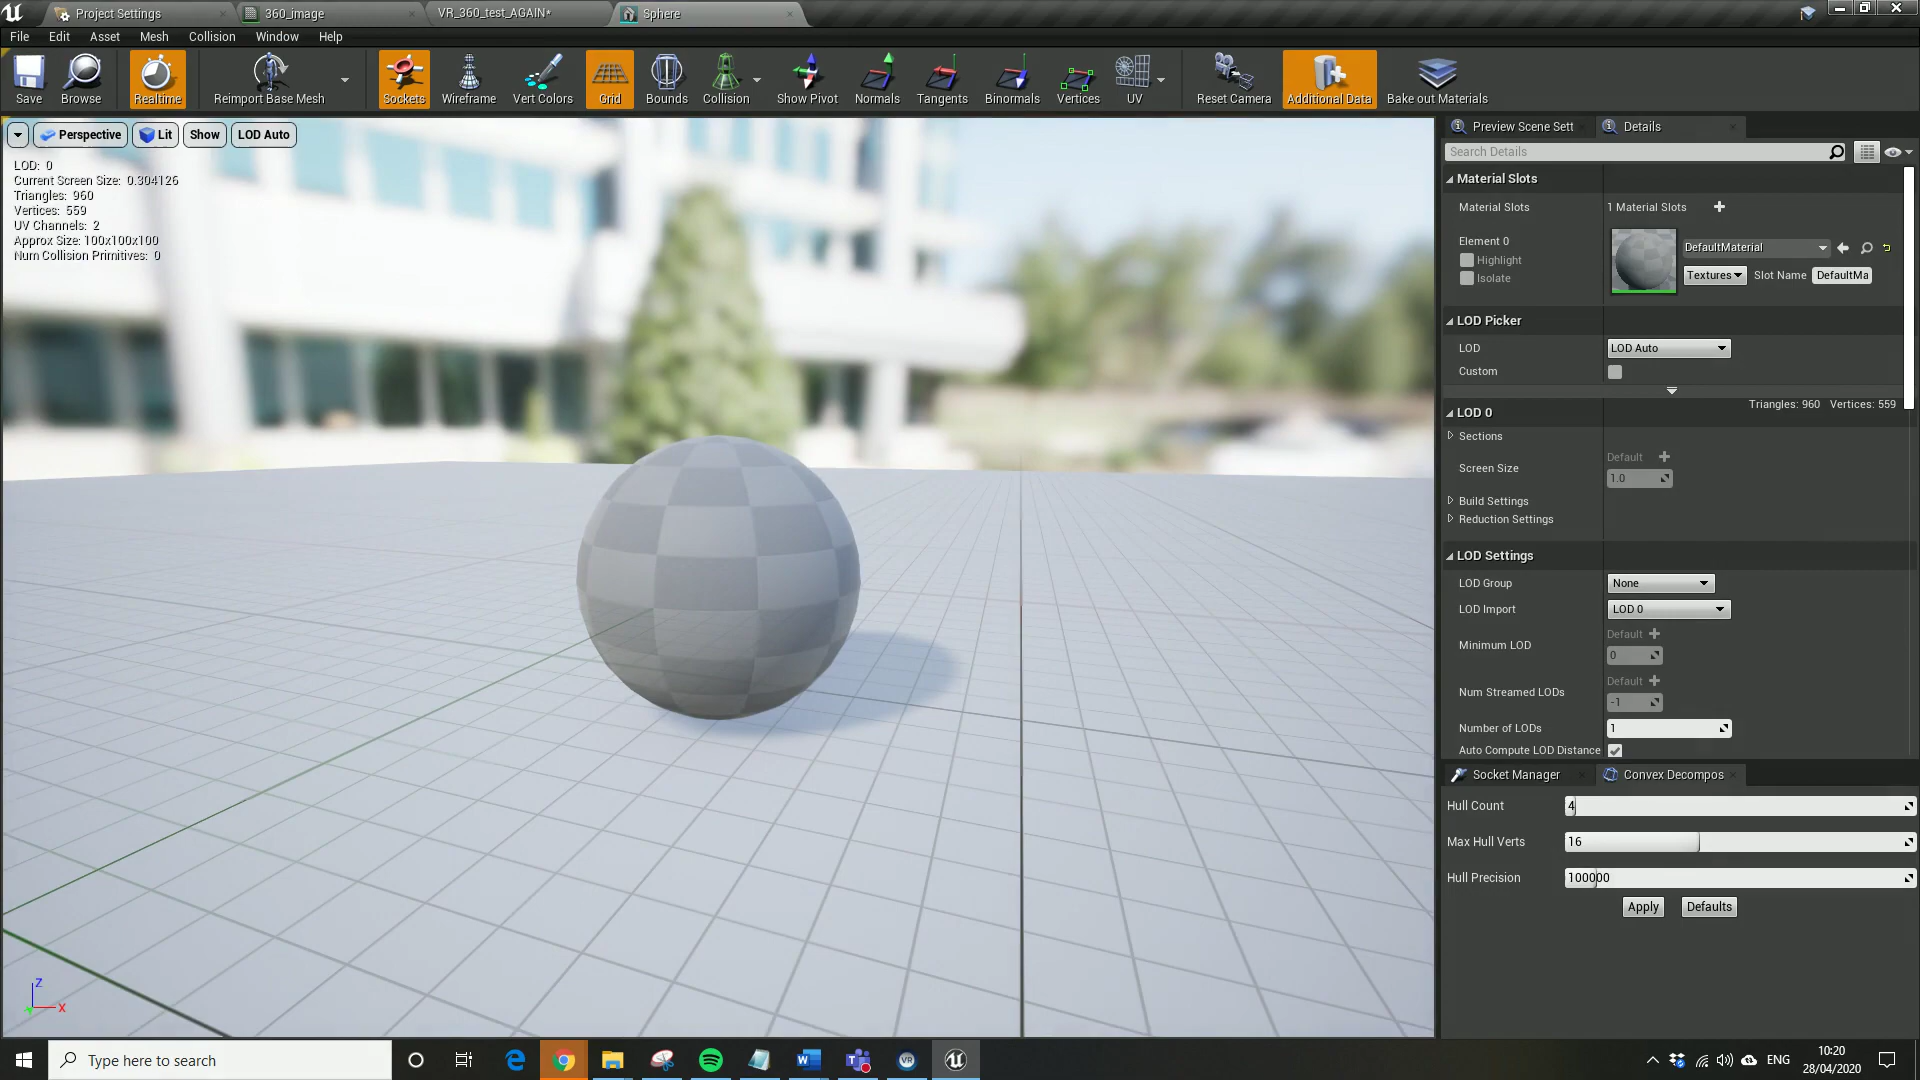 Project Settings
360_image
VR_360_test_AGAIN*
Sphere
File Edit Asset Mesh Collision Window Help
Save Browse Realtime Reimport Base Mesh Sockets Wireframe Vert Colors Grid Bounds Collision Show Pivot Normals Tangents Binormals Vertices UV Reset Camera Additional Data Bake out Materials
Perspective Lit Show LOD Auto
LOD: 0
Current Screen Size: 0.304126
Triangles: 960
Vertices: 559
UV Channels: 2
Approx Size: 100x100x100
Num Collision Primitives: 0
Z
X
Preview Scene Sett
Details
Search Details
Material Slots
Material Slots 1 Material Slots
Element 0
Highlight
Isolate
DefaultMaterial
Textures Slot Name DefaultMa
LOD Picker
LOD LOD Auto
Custom
LOD 0
Triangles: 960 Vertices: 559
Sections
Screen Size Default
1.0
Build Settings
Reduction Settings
LOD Settings
LOD Group None
LOD Import LOD 0
Minimum LOD Default
0
Num Streamed LODs Default
-1
Number of LODs 1
Auto Compute LOD Distance
Socket Manager
Convex Decompos
Hull Count 4
Max Hull Verts 16
Hull Precision 100000
Apply Defaults
Type here to search
ENG
10:20
28/04/2020